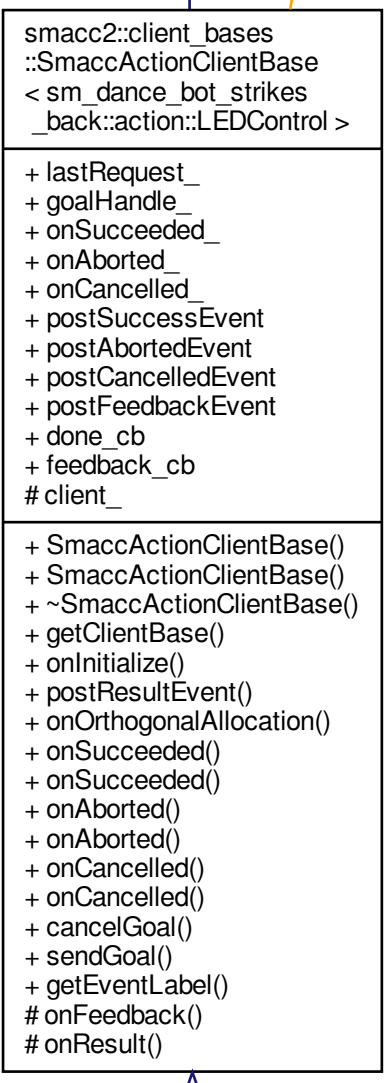 smacc2::client_bases
::SmaccActionClientBase
< sm_dance_bot_strikes
_back::action::LEDControl >
+ lastRequest_
+ goalHandle_
+ onSucceeded_
+ onAborted_
+ onCancelled_
+ postSuccessEvent
+ postAbortedEvent
+ postCancelledEvent
+ postFeedbackEvent
+ done_cb
+ feedback_cb
# client_
+ SmaccActionClientBase()
+ SmaccActionClientBase()
+ ~SmaccActionClientBase()
+ getClientBase()
+ onInitialize()
+ postResultEvent()
+ onOrthogonalAllocation()
+ onSucceeded()
+ onSucceeded()
+ onAborted()
+ onAborted()
+ onCancelled()
+ onCancelled()
+ cancelGoal()
+ sendGoal()
+ getEventLabel()
# onFeedback()
# onResult()